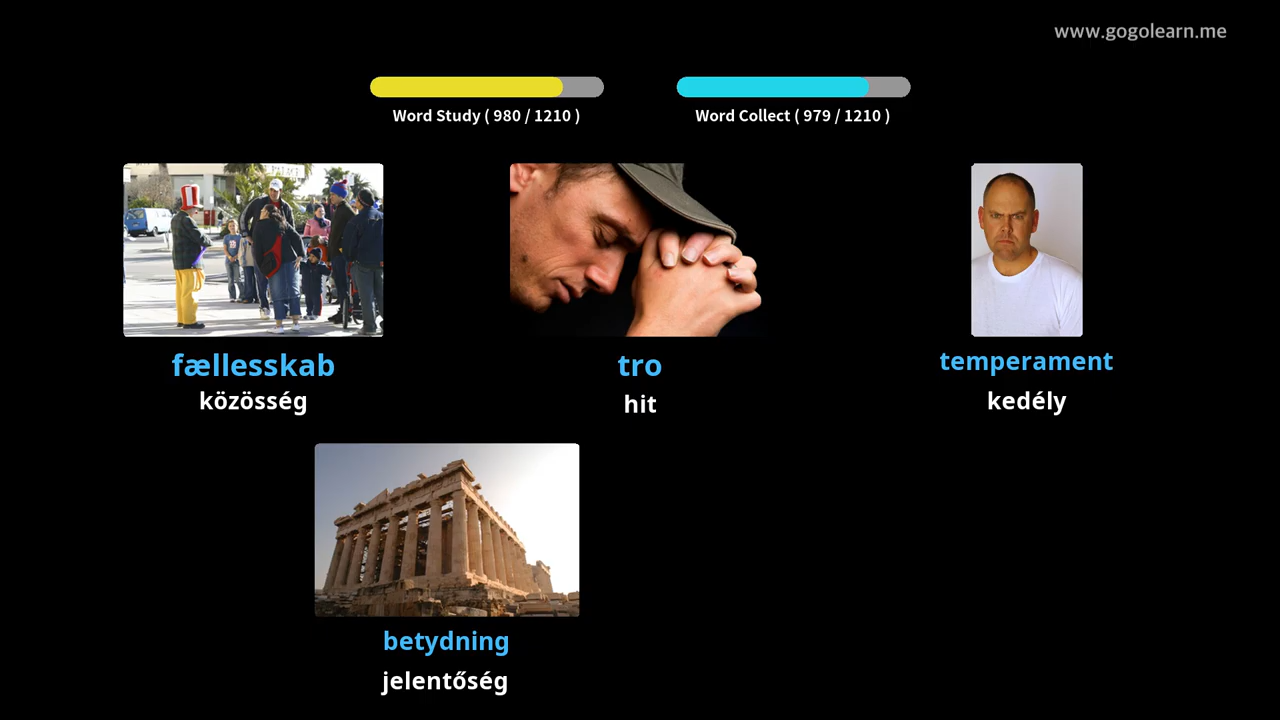 www.gogolearn.me
Word Study ( 980 / 1210 )
Word Collect ( 979 / 1210 )
fællesskab
közösség
tro
hit
temperament
kedély
betydning
jelentőség